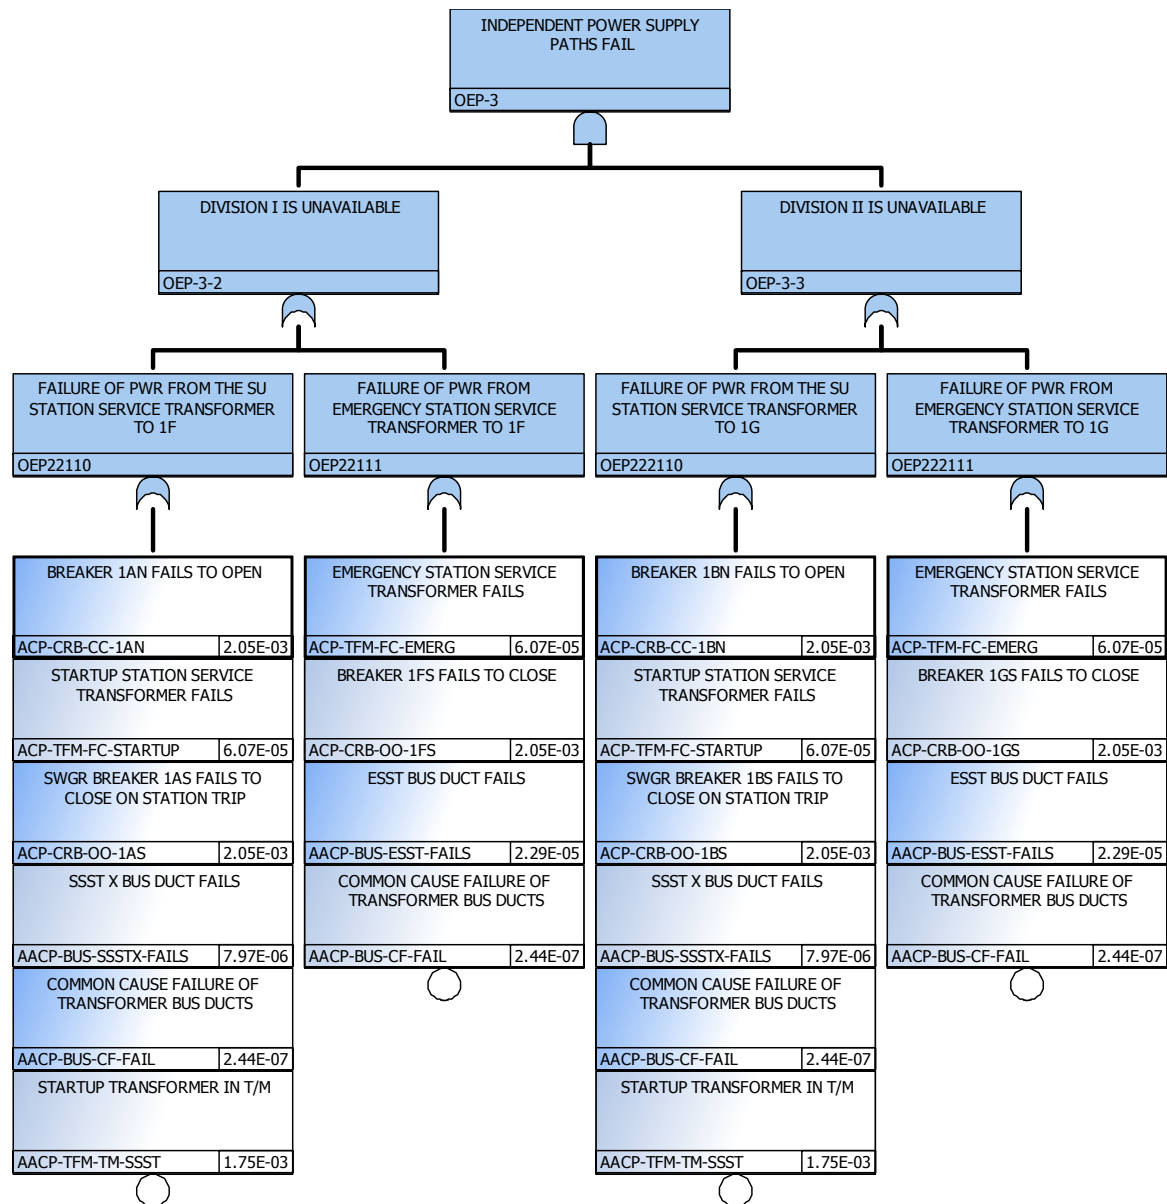 INDEPENDENT POWER SUPPLY
PATHS FAIL
OEP-3
DIVISION I IS UNAVAILABLE
OEP-3-2
DIVISION II IS UNAVAILABLE
OEP-3-3
FAILURE OF PWR FROM THE SU
STATION SERVICE TRANSFORMER
TO 1F
OEP22110
FAILURE OF PWR FROM
EMERGENCY STATION SERVICE
TRANSFORMER TO 1F
OEP22111
FAILURE OF PWR FROM THE SU
STATION SERVICE TRANSFORMER
TO 1G
OEP222110
FAILURE OF PWR FROM
EMERGENCY STATION SERVICE
TRANSFORMER TO 1G
OEP222111
BREAKER 1AN FAILS TO OPEN
ACP-CRB-CC-1AN 2.05E-03
STARTUP STATION SERVICE
TRANSFORMER FAILS
ACP-TFM-FC-STARTUP 6.07E-05
SWGR BREAKER 1AS FAILS TO
CLOSE ON STATION TRIP
ACP-CRB-OO-1AS 2.05E-03
SSST X BUS DUCT FAILS
AACP-BUS-SSSTX-FAILS 7.97E-06
COMMON CAUSE FAILURE OF
TRANSFORMER BUS DUCTS
AACP-BUS-CF-FAIL 2.44E-07
STARTUP TRANSFORMER IN T/M
AACP-TFM-TM-SSST 1.75E-03
EMERGENCY STATION SERVICE
TRANSFORMER FAILS
ACP-TFM-FC-EMERG 6.07E-05
BREAKER 1FS FAILS TO CLOSE
ACP-CRB-OO-1FS 2.05E-03
ESST BUS DUCT FAILS
AACP-BUS-ESST-FAILS 2.29E-05
COMMON CAUSE FAILURE OF
TRANSFORMER BUS DUCTS
AACP-BUS-CF-FAIL 2.44E-07
BREAKER 1BN FAILS TO OPEN
ACP-CRB-CC-1BN 2.05E-03
STARTUP STATION SERVICE
TRANSFORMER FAILS
ACP-TFM-FC-STARTUP 6.07E-05
SWGR BREAKER 1BS FAILS TO
CLOSE ON STATION TRIP
ACP-CRB-OO-1BS 2.05E-03
SSST X BUS DUCT FAILS
AACP-BUS-SSSTX-FAILS 7.97E-06
COMMON CAUSE FAILURE OF
TRANSFORMER BUS DUCTS
AACP-BUS-CF-FAIL 2.44E-07
STARTUP TRANSFORMER IN T/M
AACP-TFM-TM-SSST 1.75E-03
EMERGENCY STATION SERVICE
TRANSFORMER FAILS
ACP-TFM-FC-EMERG 6.07E-05
BREAKER 1GS FAILS TO CLOSE
ACP-CRB-OO-1GS 2.05E-03
ESST BUS DUCT FAILS
AACP-BUS-ESST-FAILS 2.29E-05
COMMON CAUSE FAILURE OF
TRANSFORMER BUS DUCTS
AACP-BUS-CF-FAIL 2.44E-07